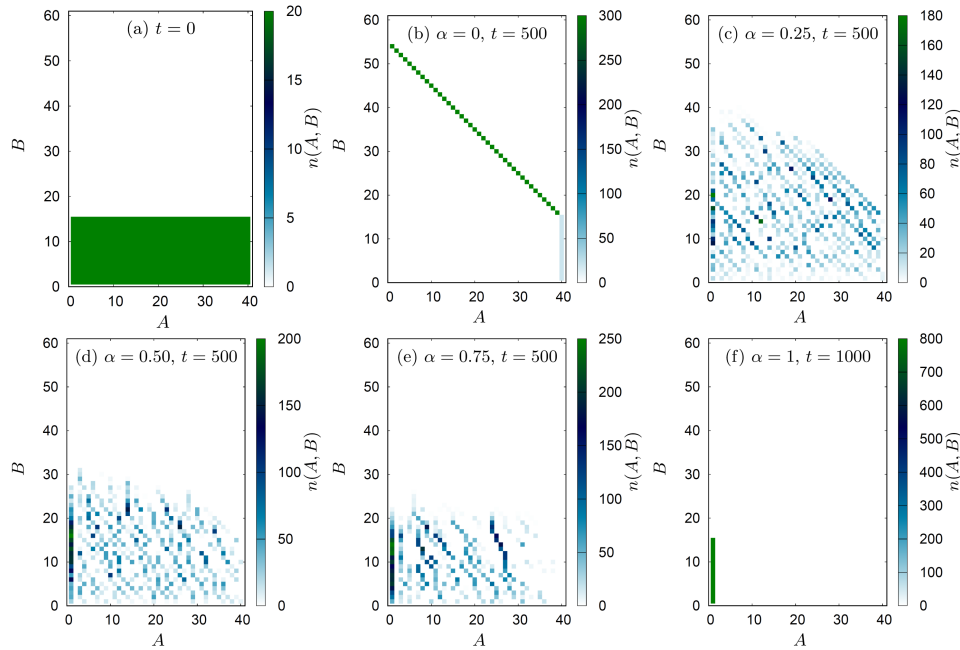 (a) t = 0
60
50
40
30
20
10
0
B
0 10 20 30 40
A
20
15
10
5
0
n(A, B)
(b) α = 0, t = 500
60
50
40
30
20
10
0
B
0 10 20 30 40
A
300
250
200
150
100
50
0
n(A, B)
(c) α = 0.25, t = 500
60
50
40
30
20
10
0
B
0 10 20 30 40
A
180
160
140
120
100
80
60
40
20
0
n(A, B)
(d) α = 0.50, t = 500
60
50
40
30
20
10
0
B
0 10 20 30 40
A
200
150
100
50
0
n(A, B)
(e) α = 0.75, t = 500
60
50
40
30
20
10
0
B
0 10 20 30 40
A
250
200
150
100
50
0
n(A, B)
(f) α = 1, t = 1000
60
50
40
30
20
10
0
B
0 10 20 30 40
A
800
700
600
500
400
300
200
100
0
n(A, B)